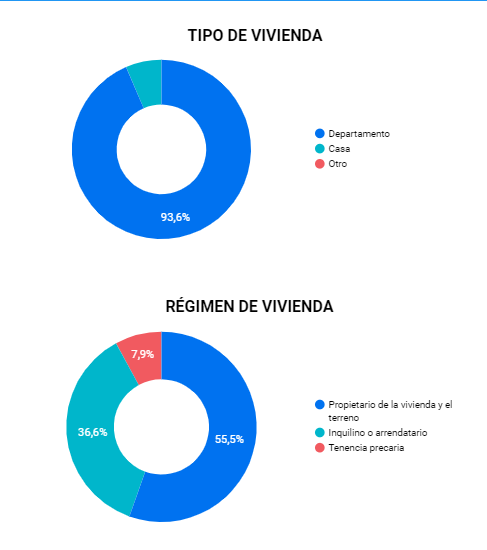 TIPO DE VIVIENDA
93,6%
Departamento
Casa
Otro
RÉGIMEN DE VIVIENDA
7,9%
36,6%
55,5%
Propietario de la vivienda y el
terreno
Inquilino o arrendatario
Tenencia precaria